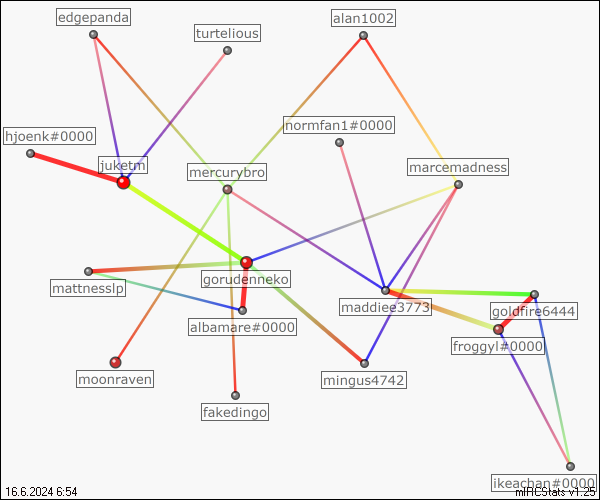 edgepanda
alan1002
turtelious
normfan1#0000
hjoenk#0000
juketm
mercurybro
marcemadness
gorudenneko
mattnesslp
maddiee3773
goldfire6444
albamare#0000
froggyl#0000
moonraven
mingus4742
fakedingo
ikeachan#0000
16.6.2024 6:54
mIRCStats v1.25